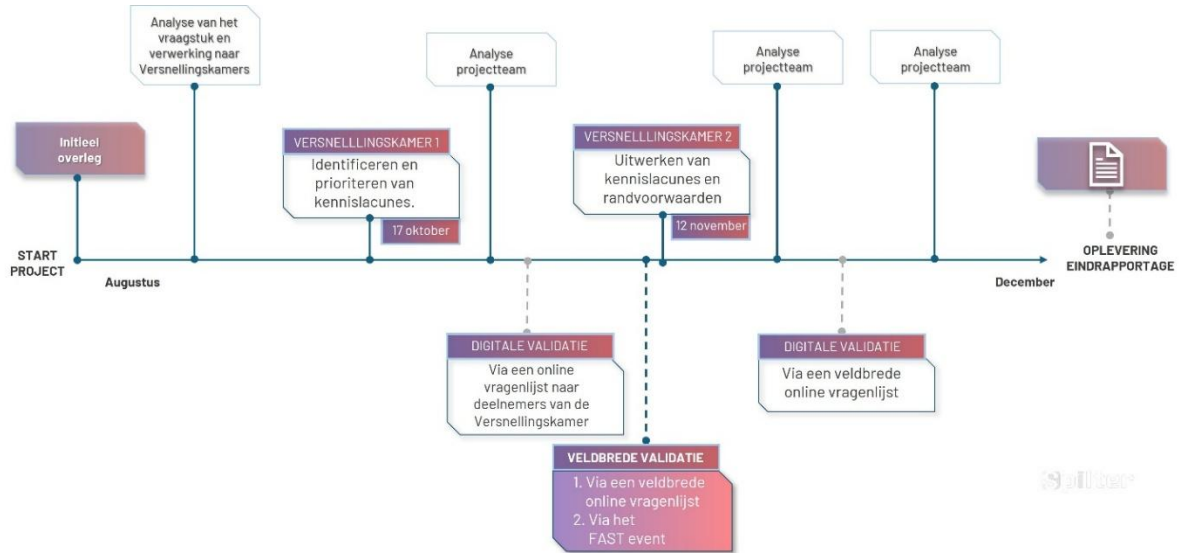 Analyse van het
vraagstuk en
verwerking naar
Versnellingskamers
Analyse
projectteam
Analyse
projectteam
Analyse
projectteam
Initieel
overleg
VERSNELLLINGSKAMER 1
Identificeren en
prioriteren van
kennislacunes.
17 oktober
VERSNELLLINGSKAMER 2
Uitwerken van
kennislacunes en
randvoorwaarden
12 november
START
PROJECT
Augustus
December
OPLEVERING
EINDRAPPORTAGE
DIGITALE VALIDATIE
Via een online
vragenlijst naar
deelnemers van de
Versnellingskamer
DIGITALE VALIDATIE
Via een veldbrede
online vragenlijst
VELDBREDE VALIDATIE
1. Via een veldbrede
online vragenlijst
2. Via het
FAST event